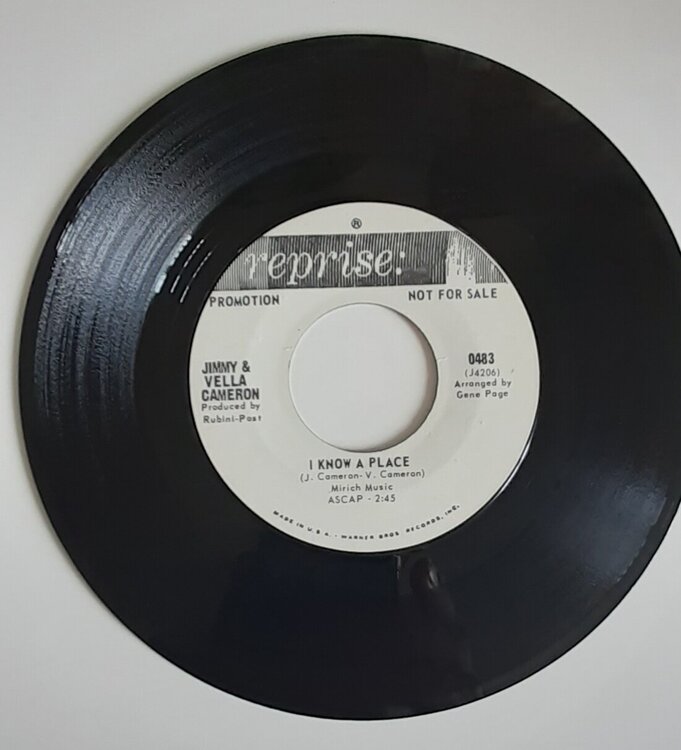 ®
reprise:
PROMOTION NOT FOR SALE
JIMMY &
VELLA
CAMERON
Produced by
Rubini-Post
0483
(J4206)
Arranged by
Gene Page
I KNOW A PLACE
(J. Cameron-V. Cameron)
Mirich Music
ASCAP - 2:45
MADE IN U.S.A. · WARNER BROS. RECORDS, INC.